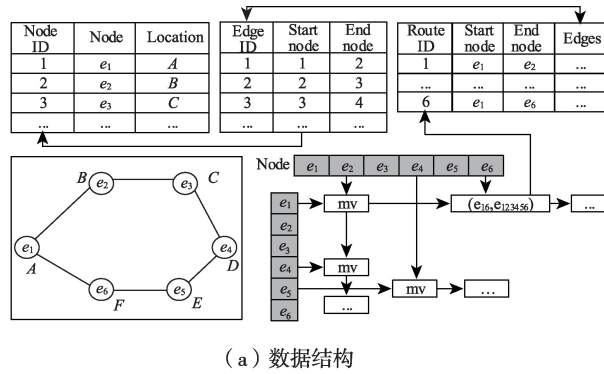 Node ID Node Location
1 e₁ A
2 e₂ B
3 e₃ C
... ... ...
Edge ID Start node End node
1 1 2
2 2 3
3 3 4
... ... ...
Route ID Start node End node Edges
1 e₁ e₂ ...
... ... ... ...
6 e₁ e₆ ...
B e₂ e₃ C
e₁ A
e₄ D
e₆ F
e₅ E
Node e₁ e₂ e₃ e₄ e₅ e₆
e₁ mv (e₁₆,e₁₂₃₄₅₆) ...
e₂
e₃
e₄ mv
e₅ mv ...
e₆ ...
(a)数据结构